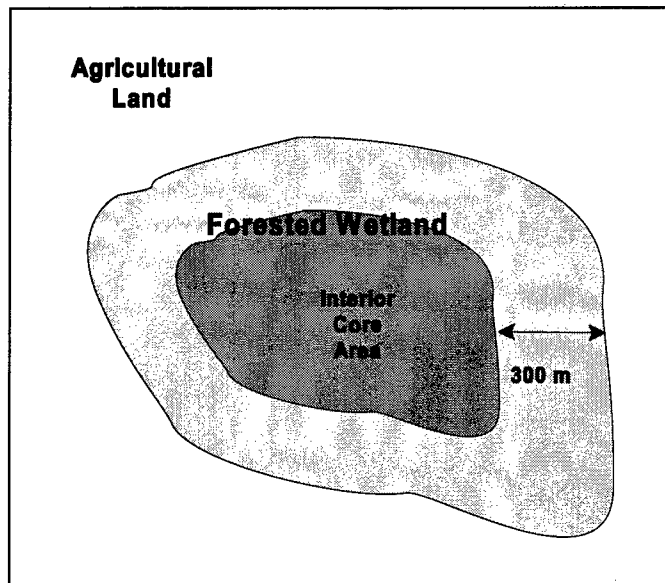 Agricultural
Land
Forested Wetland
Interior
Core
Area
300 m